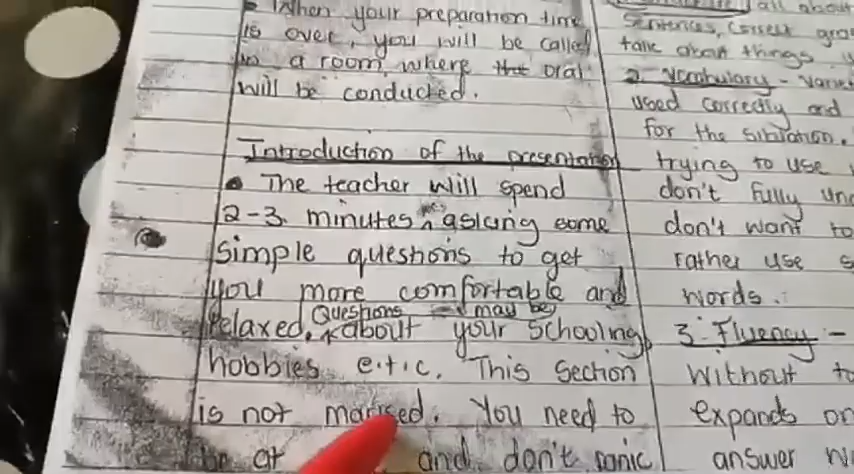 When your preparation time
is over, you will be called
in a room where that oral
will be conducted.
Introduction of the presentation
• The teacher will spend
2-3 minutes asking some
simple questions to get
you more comfortable and
Questions may be
relaxed. about your schooling,
hobbies e.t.c. This section
is not marked. You need to
be at and don't panic
all about
Sentences, correct
talk about things.
2. Vocabulary -
used correctly and
for the situation.
trying to use
don't fully
don't want to
rather use
words.
3. Fluency:-
without
expands on
answer